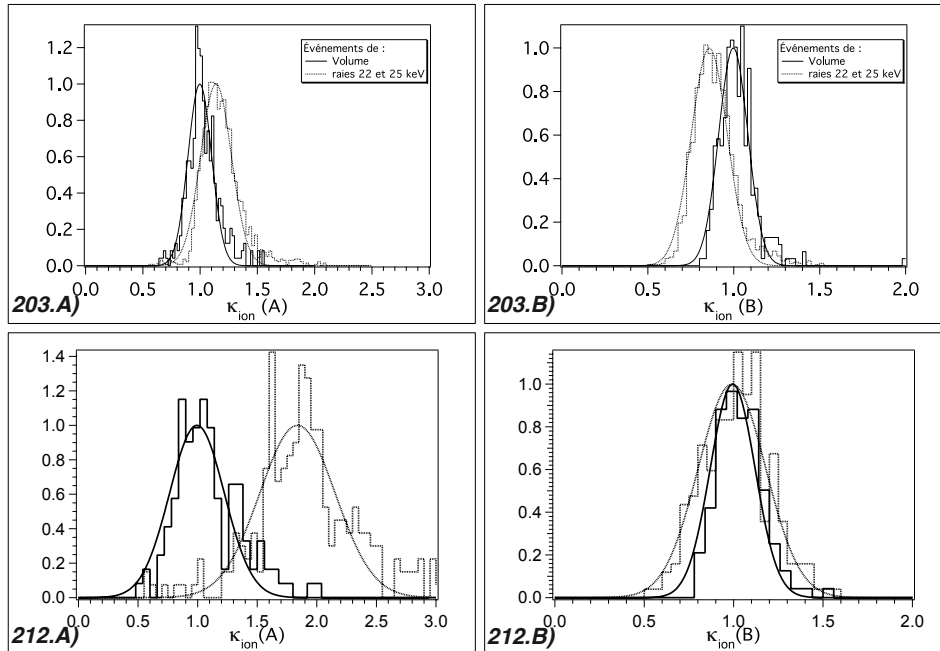 1.2
1.0
0.8
0.6
0.4
0.2
0.0
Événements de :
Volume
raies 22 et 25 keV
0.0 0.5 1.0 1.5 2.0 2.5 3.0
203.A) κion (A)
1.0
0.8
0.6
0.4
0.2
0.0
Événements de :
Volume
raies 22 et 25 keV
0.0 0.5 1.0 1.5 2.0
203.B) κion (B)
1.4
1.2
1.0
0.8
0.6
0.4
0.2
0.0
0.0 0.5 1.0 1.5 2.0 2.5 3.0
212.A) κion(A)
1.0
0.8
0.6
0.4
0.2
0.0
0.0 0.5 1.0 1.5 2.0
212.B) κion(B)